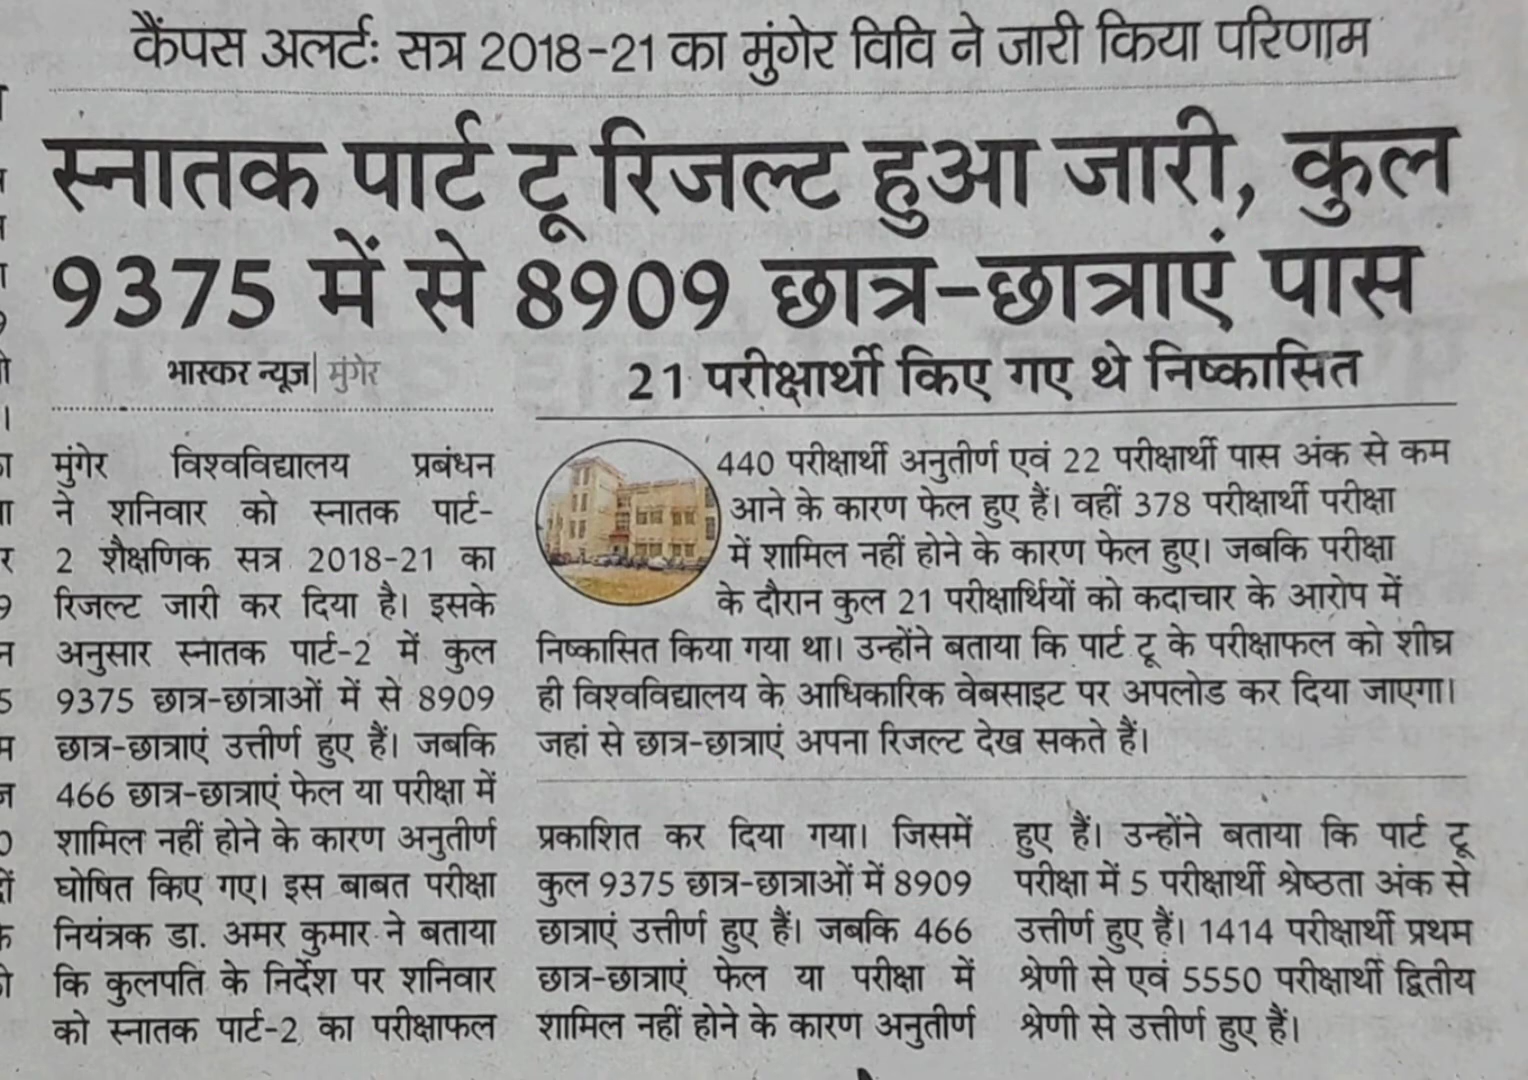 कैंपस अलर्टः सत्र 2018-21 का मुंगेर विवि ने जारी किया परिणाम
स्नातक पार्ट टू रिजल्ट हुआ जारी, कुल
9375 में से 8909 छात्र-छात्राएं पास
भास्कर न्यूज| मुंगेर
मुंगेर विश्वविद्यालय प्रबंधन
ने शनिवार को स्नातक पार्ट-
2 शैक्षणिक सत्र 2018-21 का
रिजल्ट जारी कर दिया है। इसके
अनुसार स्नातक पार्ट-2 में कुल
9375 छात्र-छात्राओं में से 8909
छात्र-छात्राएं उत्तीर्ण हुए हैं। जबकि
466 छात्र-छात्राएं फेल या परीक्षा में
शामिल नहीं होने के कारण अनुतीर्ण
घोषित किए गए। इस बाबत परीक्षा
नियंत्रक डा. अमर कुमार ने बताया
कि कुलपति के निर्देश पर शनिवार
को स्नातक पार्ट-2 का परीक्षाफल
21 परीक्षार्थी किए गए थे निष्कासित
440 परीक्षार्थी अनुतीर्ण एवं 22 परीक्षार्थी पास अंक से कम
आने के कारण फेल हुए हैं। वहीं 378 परीक्षार्थी परीक्षा
में शामिल नहीं होने के कारण फेल हुए। जबकि परीक्षा
के दौरान कुल 21 परीक्षार्थियों को कदाचार के आरोप में
निष्कासित किया गया था। उन्होंने बताया कि पार्ट टू के परीक्षाफल को शीघ्र
ही विश्वविद्यालय के आधिकारिक वेबसाइट पर अपलोड कर दिया जाएगा।
जहां से छात्र-छात्राएं अपना रिजल्ट देख सकते हैं।
प्रकाशित कर दिया गया। जिसमें
कुल 9375 छात्र-छात्राओं में 8909
छात्राएं उत्तीर्ण हुए हैं। जबकि 466
छात्र-छात्राएं फेल या परीक्षा में
शामिल नहीं होने के कारण अनुतीर्ण
हुए हैं। उन्होंने बताया कि पार्ट टू
परीक्षा में 5 परीक्षार्थी श्रेष्ठता अंक से
उत्तीर्ण हुए हैं। 1414 परीक्षार्थी प्रथम
श्रेणी से एवं 5550 परीक्षार्थी द्वितीय
श्रेणी से उत्तीर्ण हुए हैं।